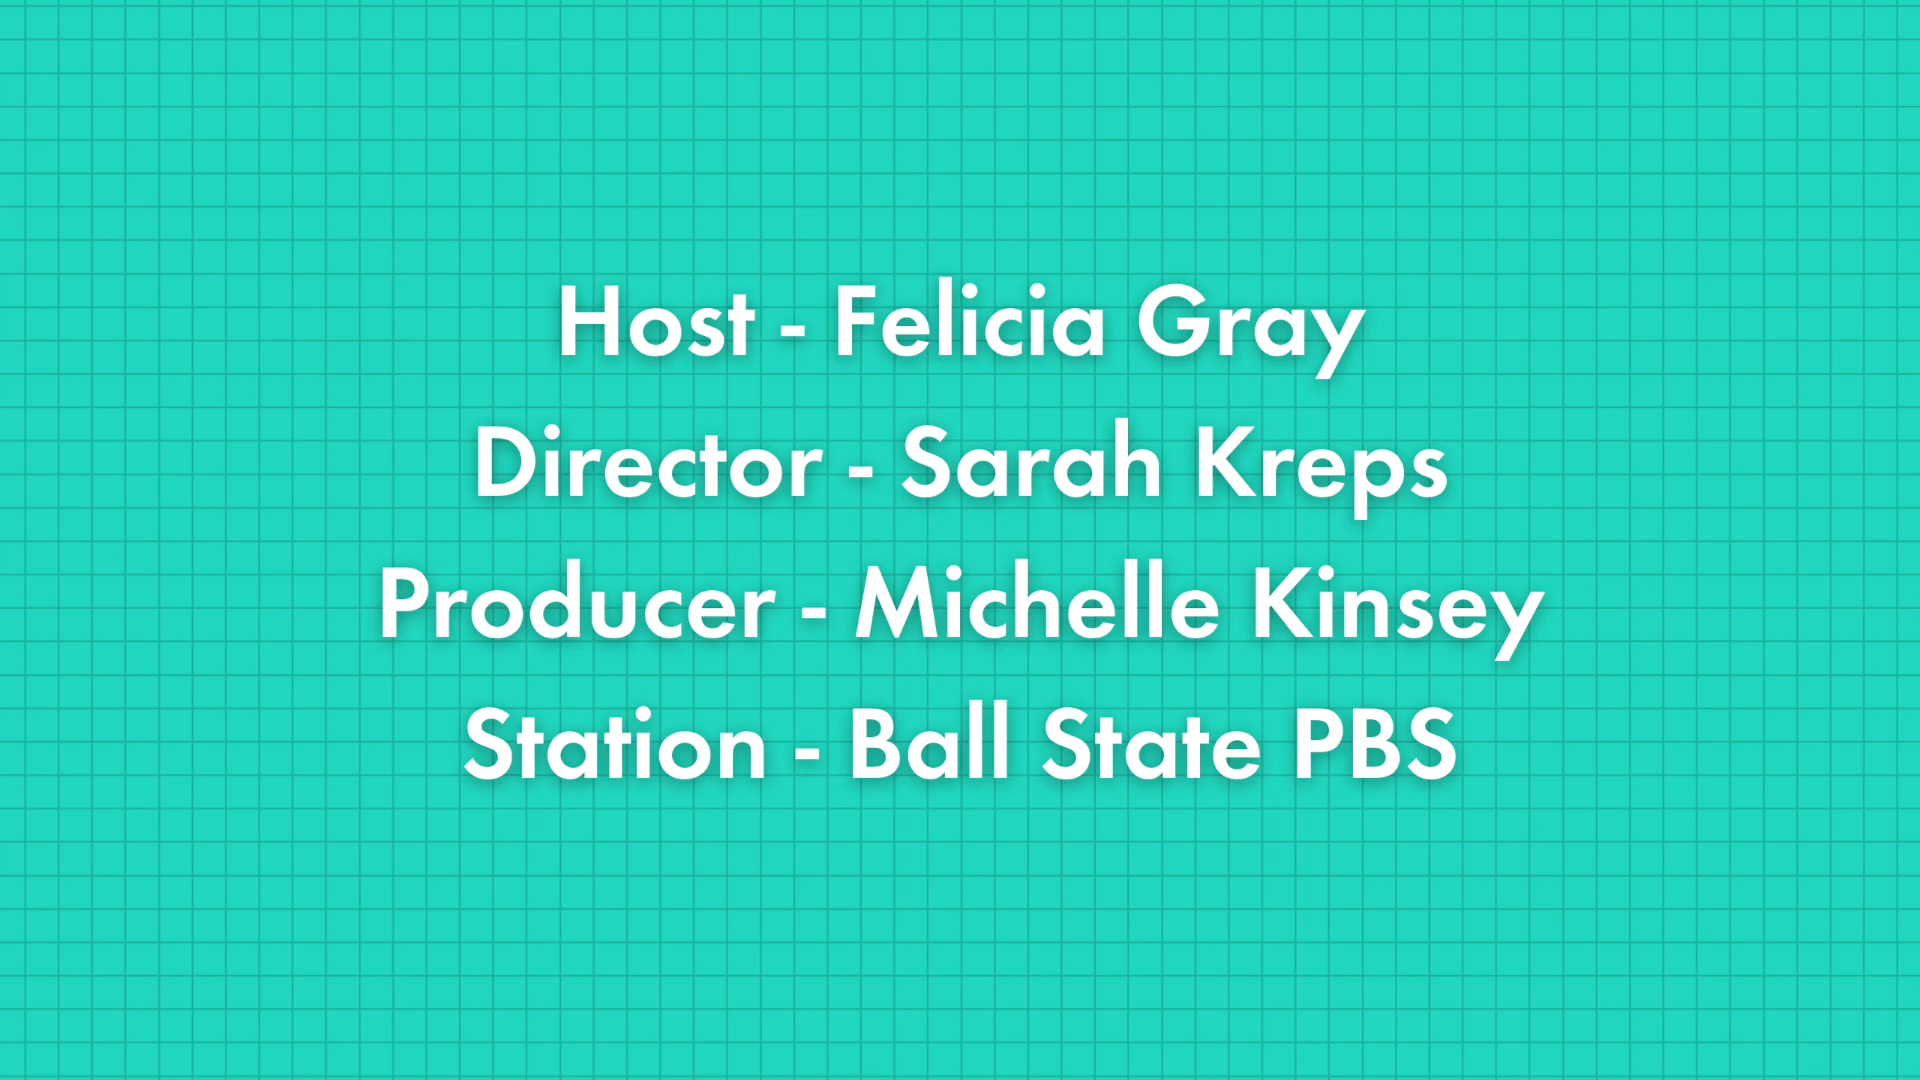 Host - Felicia Gray
Director - Sarah Kreps
Producer - Michelle Kinsey
Station - Ball State PBS